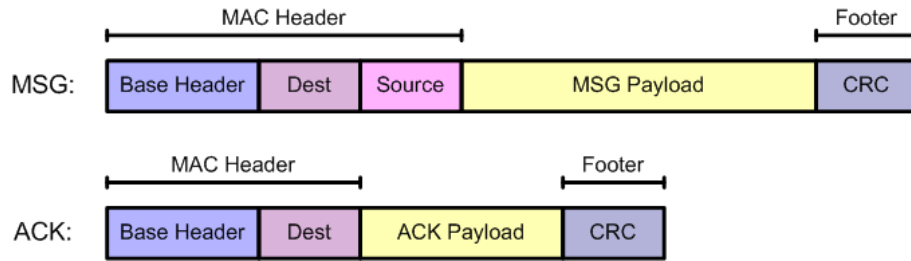 MAC Header Footer
MSG: Base Header Dest Source MSG Payload CRC
MAC Header Footer
ACK: Base Header Dest ACK Payload CRC